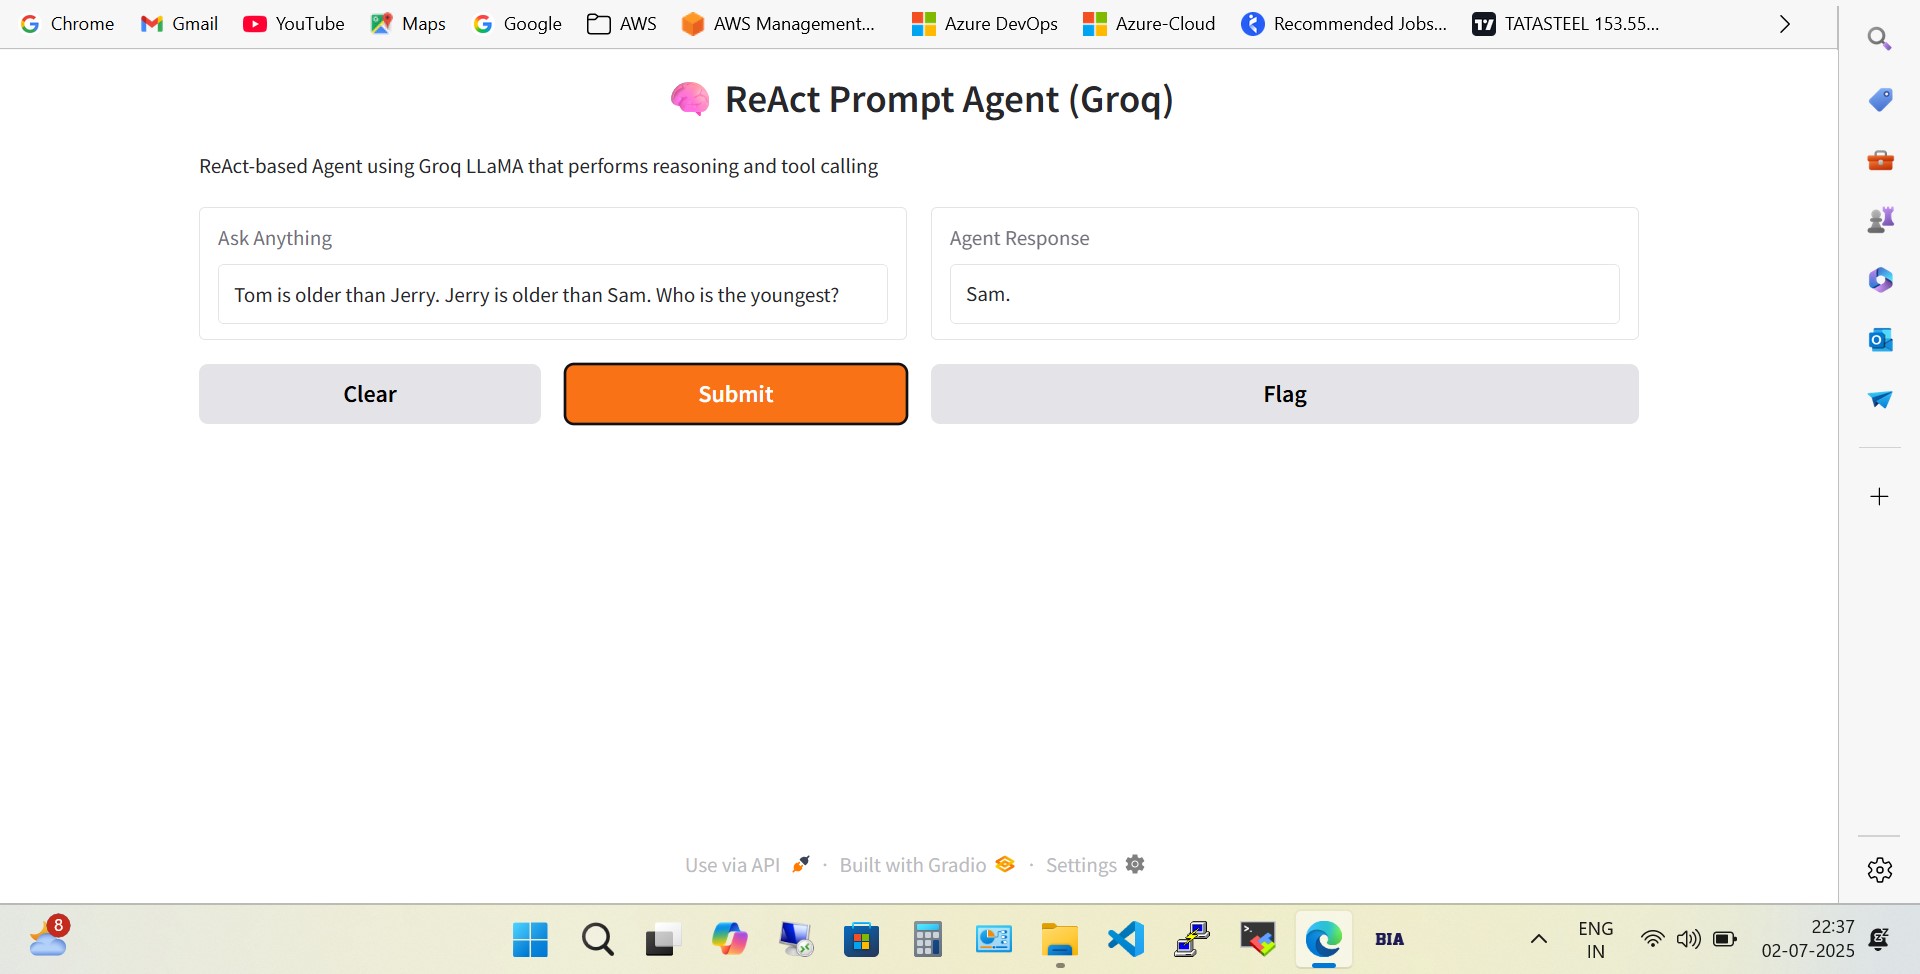 Chrome Gmail YouTube Maps Google AWS AWS Management... Azure DevOps Azure-Cloud Recommended Jobs... TATASTEEL 153.55...
ReAct Prompt Agent (Groq)
ReAct-based Agent using Groq LLaMA that performs reasoning and tool calling
Ask Anything
Tom is older than Jerry. Jerry is older than Sam. Who is the youngest?
Agent Response
Sam.
Clear Submit Flag
Use via API · Built with Gradio · Settings
8
BIA
ENG
IN
22:37
02-07-2025